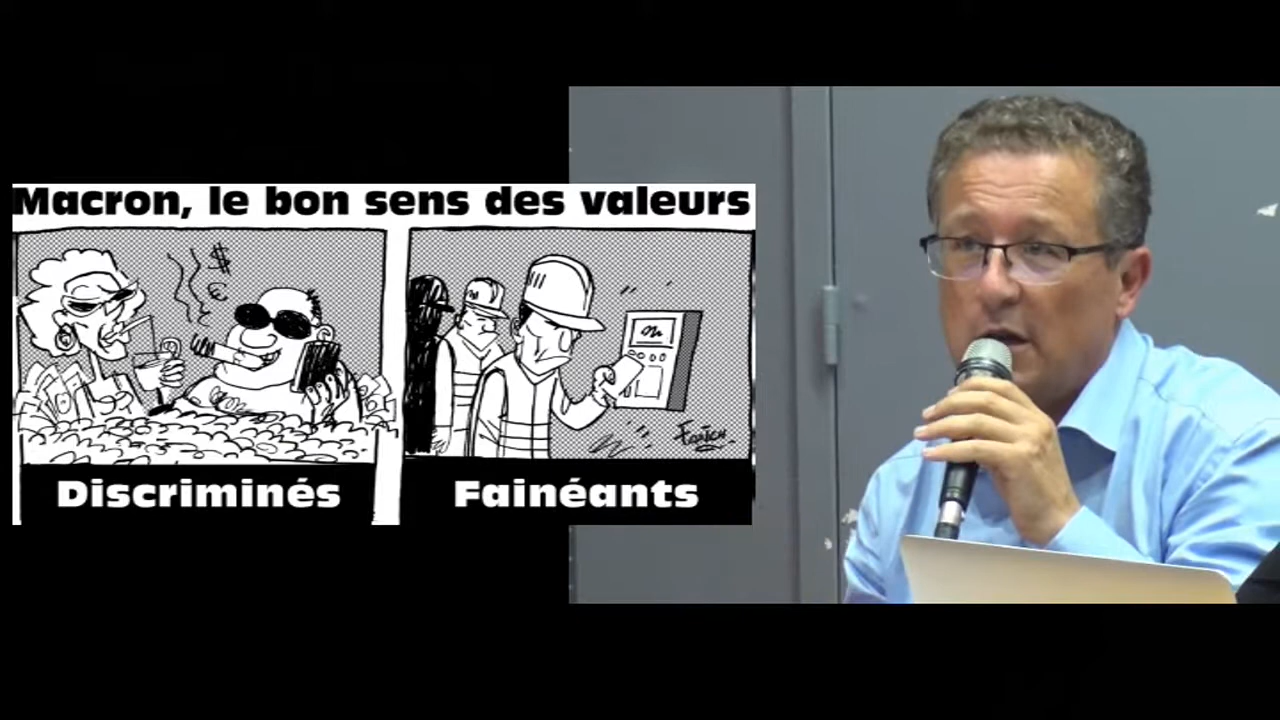 Macron, le bon sens des valeurs
$
€
Discriminés
Fainéants